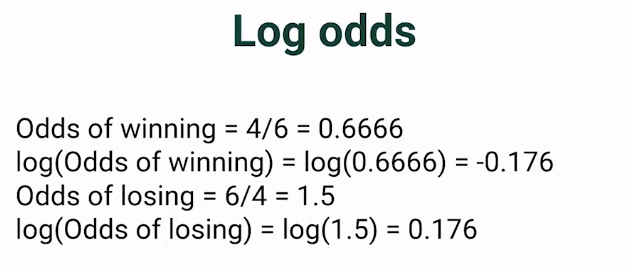 Log odds
Odds of winning = 4/6 = 0.6666
log(Odds of winning) = log(0.6666) = -0.176
Odds of losing = 6/4 = 1.5
log(Odds of losing) = log(1.5) = 0.176